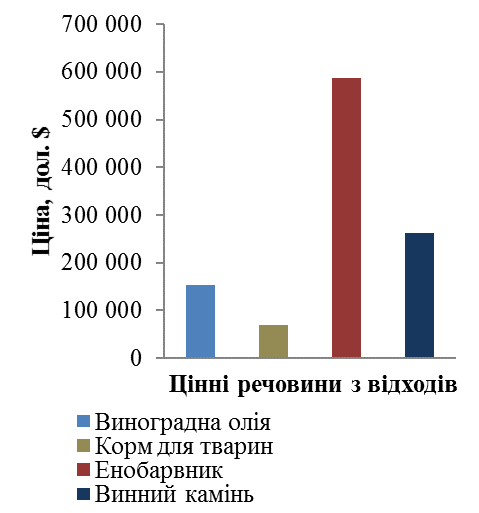 700 000
600 000
500 000
400 000
300 000
200 000
100 000
0
Ціна, дол. $
Цінні речовини з відходів
Виноградна олія
Корм для тварин
Енобарвник
Винний камінь